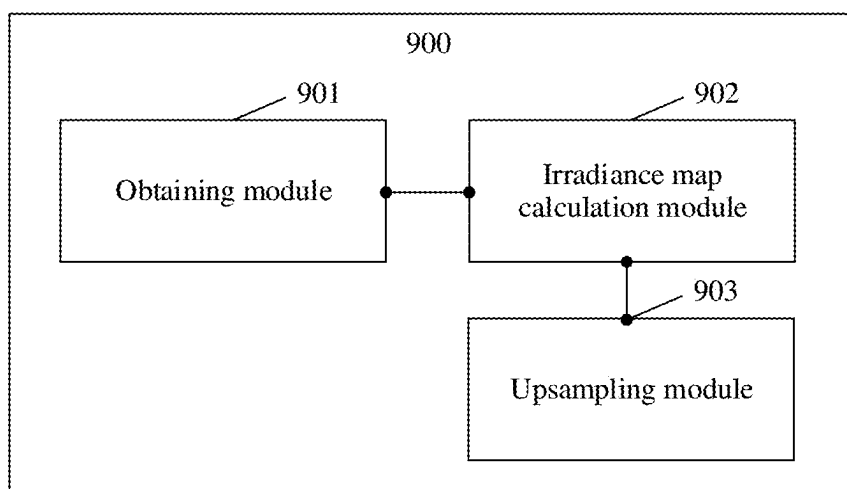 900
901
902
Obtaining module
Irradiance map
calculation module
903
Upsampling module